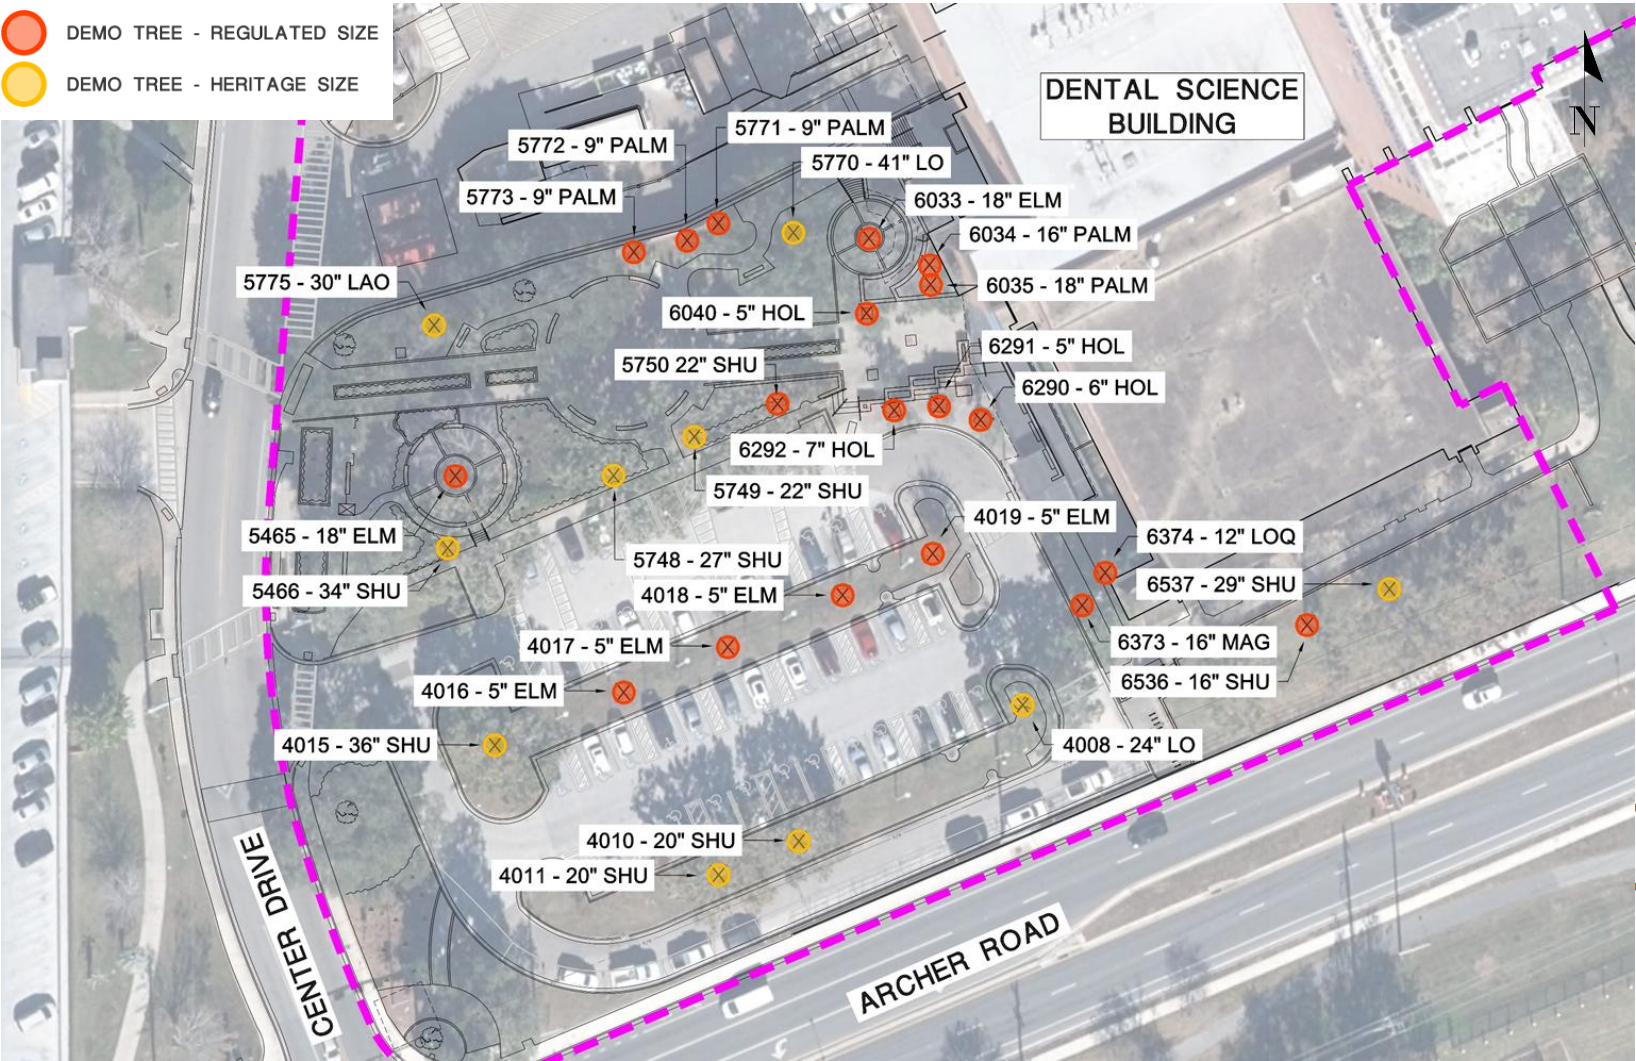 DEMO TREE - REGULATED SIZE
DEMO TREE - HERITAGE SIZE
DENTAL SCIENCE
BUILDING
N
5771 - 9" PALM
5772 - 9" PALM
5770 - 41" LO
5773 - 9" PALM
6033 - 18" ELM
6034 - 16" PALM
5775 - 30" LAO
6035 - 18" PALM
6040 - 5" HOL
6291 - 5" HOL
5750 22" SHU
6290 - 6" HOL
6292 - 7" HOL
5749 - 22" SHU
4019 - 5" ELM
5465 - 18" ELM
6374 - 12" LOQ
5748 - 27" SHU
6537 - 29" SHU
5466 - 34" SHU
4018 - 5" ELM
4017 - 5" ELM
6373 - 16" MAG
6536 - 16" SHU
4016 - 5" ELM
4015 - 36" SHU
4008 - 24" LO
4010 - 20" SHU
4011 - 20" SHU
CENTER DRIVE
ARCHER ROAD